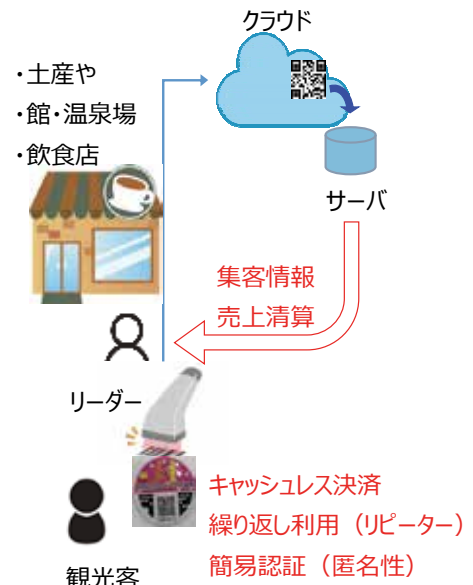 クラウド
・土産や
・館・温泉場
・飲食店
サーバ
集客情報
売上清算
リーダー
キャッシュレス決済
繰り返し利用（リピーター）
簡易認証（匿名性）
観光客